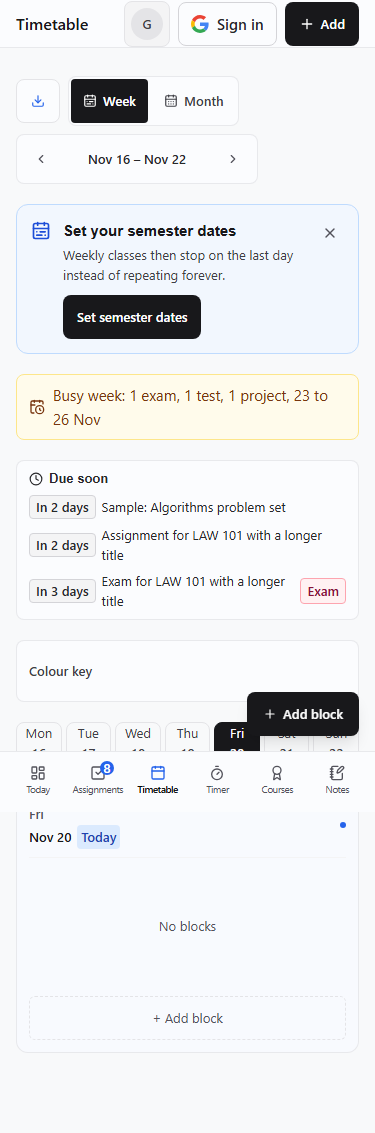 Timetable
G
Sign in
+ Add
Week
Month
Nov 16 – Nov 22
Set your semester dates
Weekly classes then stop on the last day
instead of repeating forever.
Set semester dates
Busy week: 1 exam, 1 test, 1 project, 23 to
26 Nov
Due soon
In 2 days Sample: Algorithms problem set
In 2 days Assignment for LAW 101 with a longer
title
In 3 days Exam for LAW 101 with a longer
title
Exam
Colour key
+ Add block
Mon Tue Wed Thu Fri Sat Sun
8
Today Assignments Timetable Timer Courses Notes
Fri
Nov 20 Today
No blocks
+ Add block